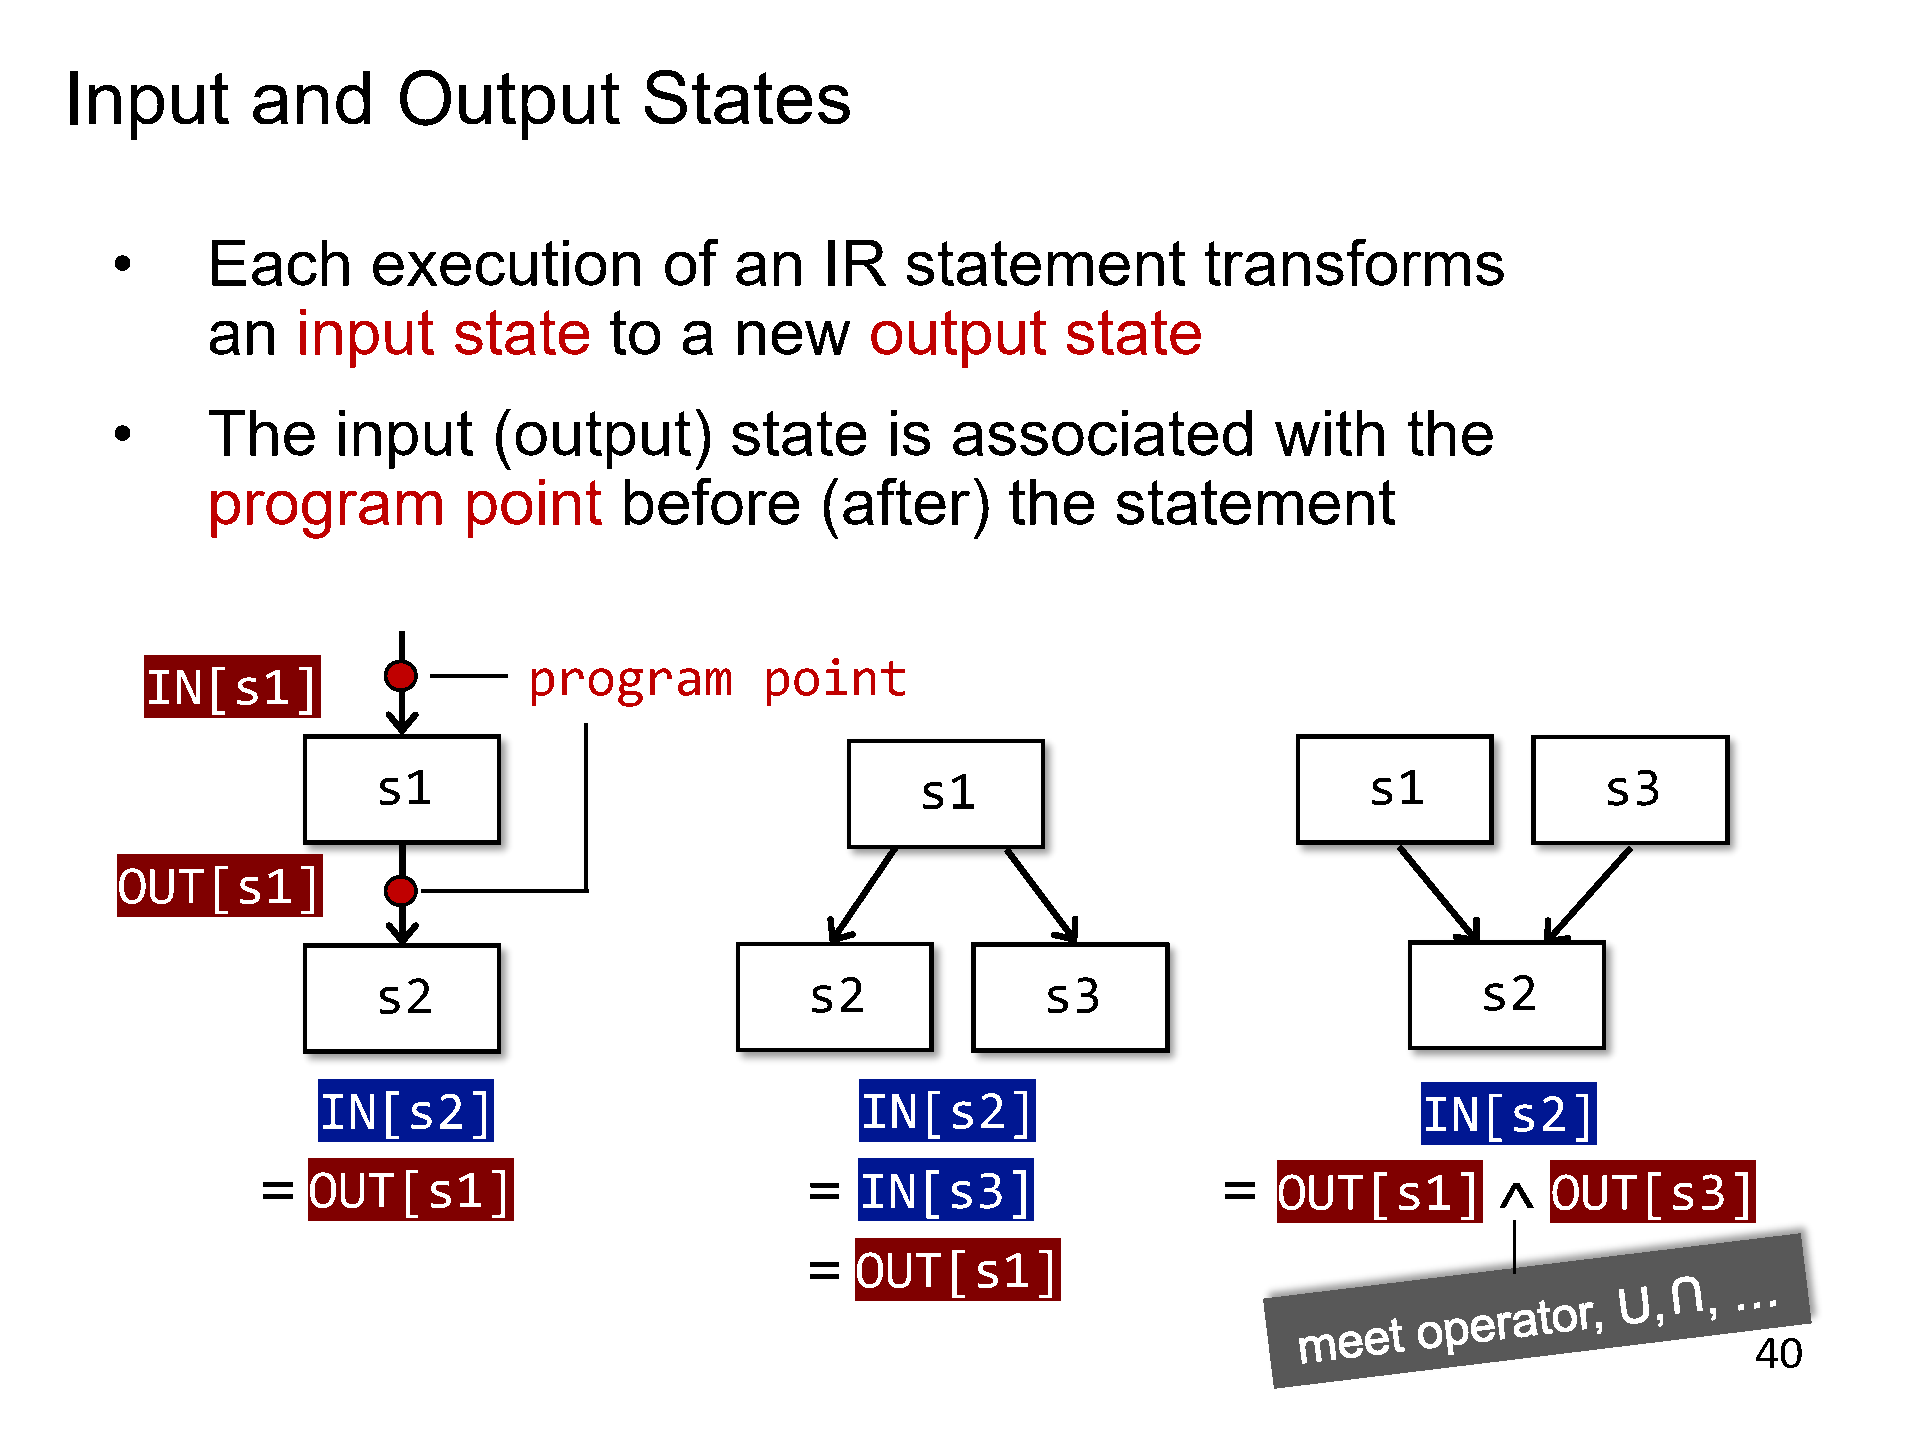 Input and Output States
• Each execution of an IR statement transforms
an input state to a new output state
• The input (output) state is associated with the
program point before (after) the statement
IN[s1]
program point
s1
OUT[s1]
s2
IN[s2]
= OUT[s1]
s1
s2 s3
IN[s2]
= IN[s3]
= OUT[s1]
s1 s3
s2
IN[s2]
= OUT[s1] ^ OUT[s3]
meet operator, ∪,∩, ...
40